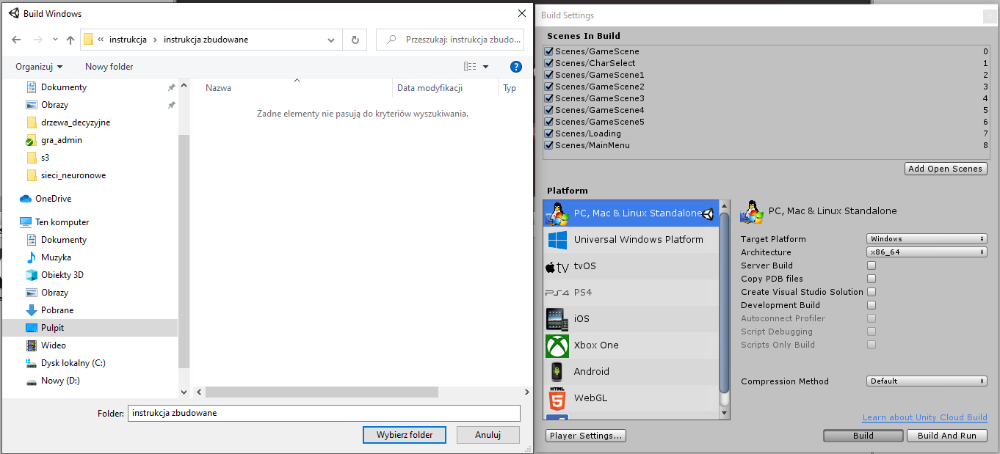 Build Windows
« instrukcja › instrukcja zbudowane
Przeszukaj: instrukcja zbudo...
Organizuj
Nowy folder
?
Dokumenty
Obrazy
drzewa_decyzyjne
gra_admin
s3
sieci_neuronowe
OneDrive
Ten komputer
Dokumenty
Muzyka
Obiekty 3D
Obrazy
Pobrane
Pulpit
Wideo
Dysk lokalny (C:)
Nowy (D:)
Nazwa
Data modyfikacji
Typ
Żadne elementy nie pasują do kryteriów wyszukiwania.
Folder: instrukcja zbudowane
Wybierz folder
Anuluj
Build Settings
Scenes In Build
Scenes/GameScene 0
Scenes/CharSelect 1
Scenes/GameScene1 2
Scenes/GameScene2 3
Scenes/GameScene3 4
Scenes/GameScene4 5
Scenes/GameScene5 6
Scenes/Loading 7
Scenes/MainMenu 8
Add Open Scenes
Platform
PC, Mac & Linux Standalone
Universal Windows Platform
tv tvOS
PS4 PS4
iOS
Xbox One
Android
HTML 5 WebGL
PC, Mac & Linux Standalone
Target Platform Windows
Architecture x86_64
Server Build
Copy PDB files
Create Visual Studio Solution
Development Build
Autoconnect Profiler
Script Debugging
Scripts Only Build
Compression Method Default
Learn about Unity Cloud Build
Player Settings...
Build
Build And Run